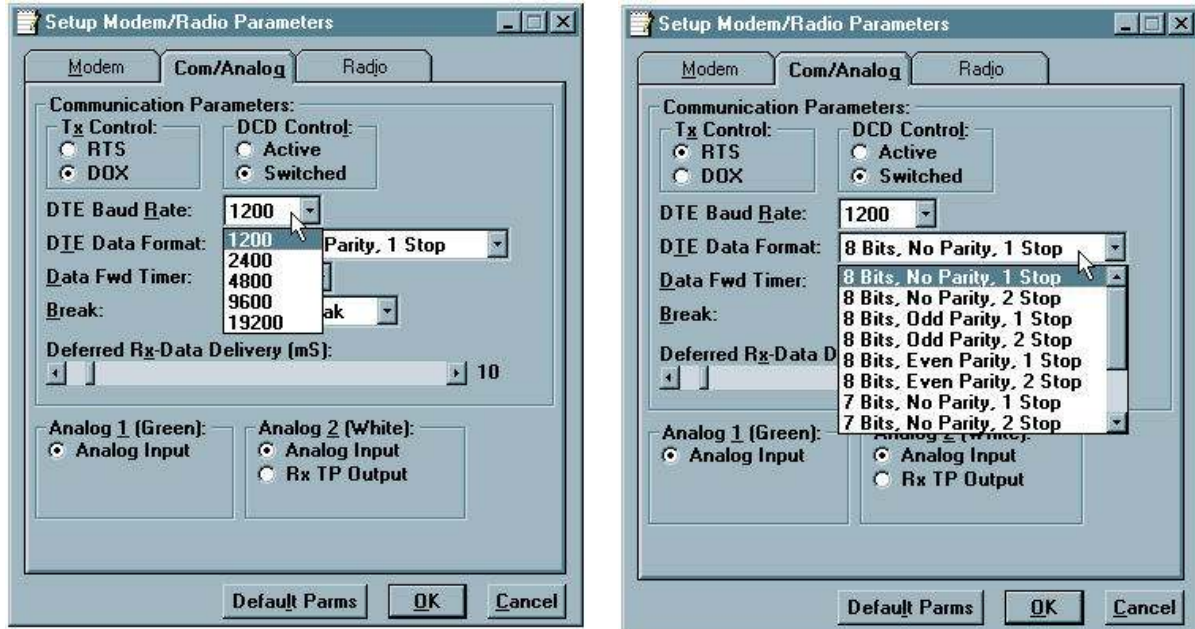 Setup Modem/Radio Parameters
Modem Com/Analog Radio
Communication Parameters:
Tx Control: DCD Control:
RTS Active
DOX Switched
DTE Baud Rate: 1200
DTE Data Format: Parity, 1 Stop
1200
2400
4800
9600
19200
Data Fwd Timer:
Break: ak
Deferred Rx-Data Delivery (mS):
10
Analog 1 (Green): Analog 2 (White):
Analog Input Analog Input
Rx TP Output
Default Parms OK Cancel
Setup Modem/Radio Parameters
Modem Com/Analog Radio
Communication Parameters:
Tx Control: DCD Control:
RTS Active
DOX Switched
DTE Baud Rate: 1200
DTE Data Format: 8 Bits, No Parity, 1 Stop
8 Bits, No Parity, 1 Stop
8 Bits, No Parity, 2 Stop
8 Bits, Odd Parity, 1 Stop
8 Bits, Odd Parity, 2 Stop
8 Bits, Even Parity, 1 Stop
8 Bits, Even Parity, 2 Stop
7 Bits, No Parity, 1 Stop
7 Bits, No Parity, 2 Stop
Data Fwd Timer:
Break:
Deferred Rx-Data D
Analog 1 (Green): Analog 2 (White):
Analog Input Analog Input
Rx TP Output
Default Parms OK Cancel